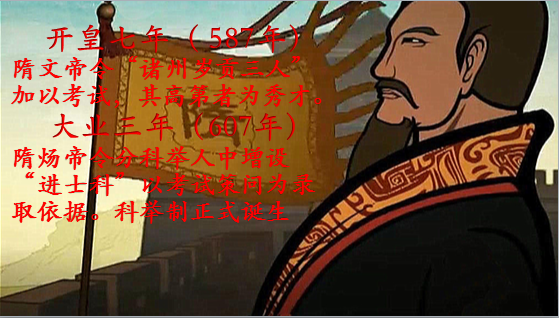 开皇七年（587年）
隋文帝令“诸州岁贡三人”
加以考试，其高第者为秀才。
大业三年（607年）
隋炀帝令分科举人中增设
“进士科”以考试策问为录
取依据。科举制正式诞生
隋